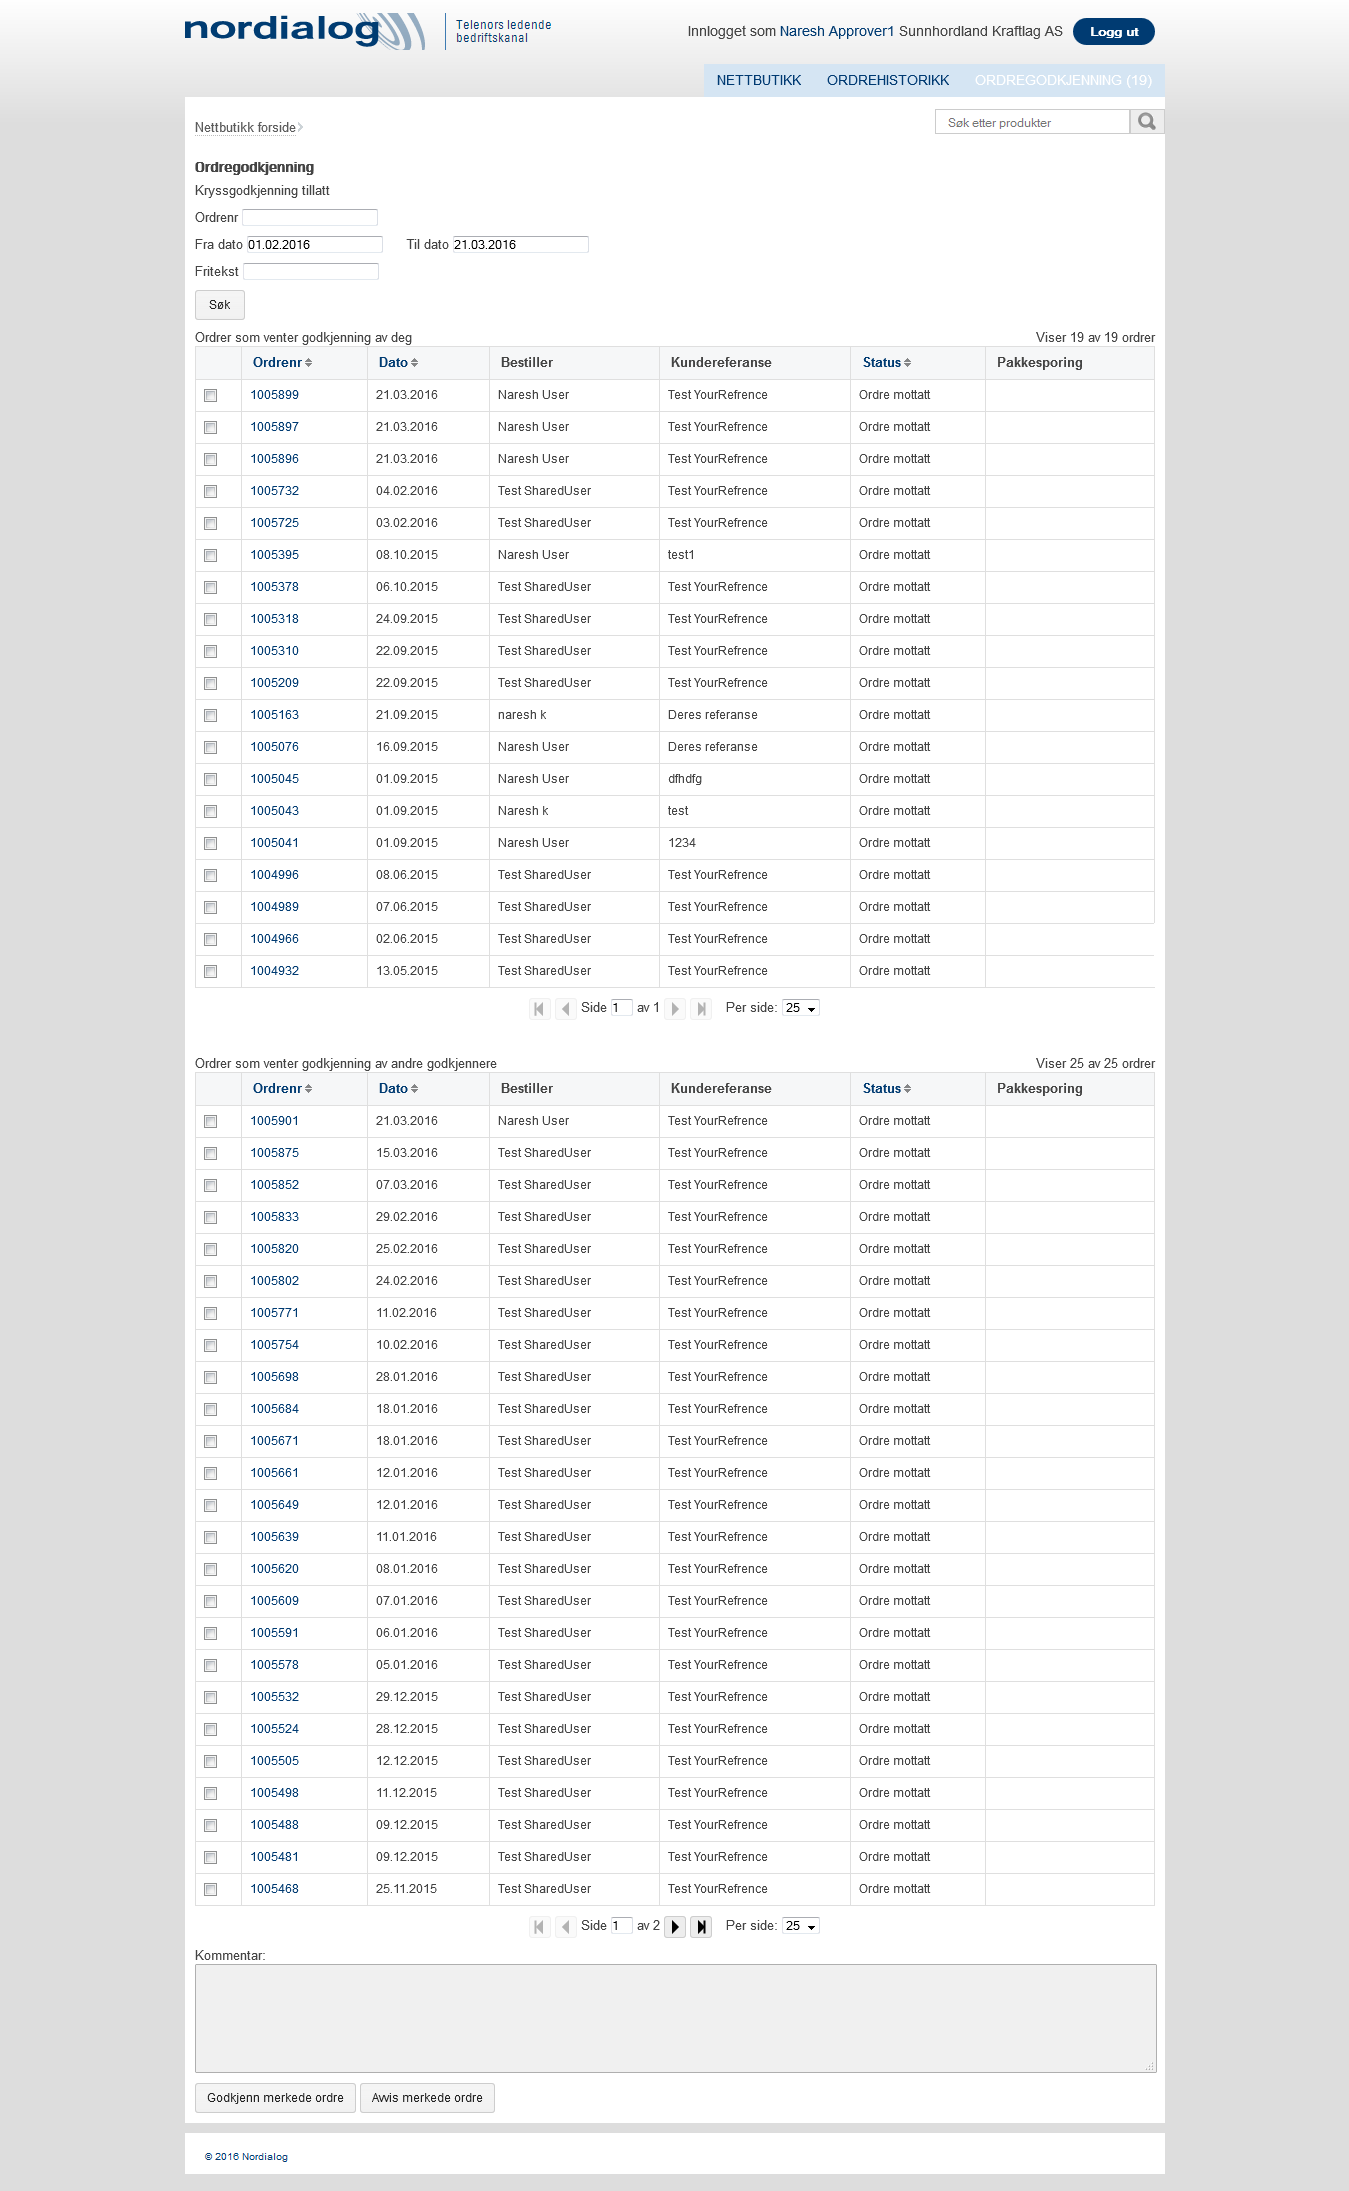 nordialog
Telenors ledende
bedriftskanal
Innlogget som Naresh Approver1 Sunnhordland Kraftlag AS Logg ut
NETTBUTIKK ORDREHISTORIKK ORDREGODKJENNING (19)
Nettbutikk forside
Søk etter produkter
Ordregodkjenning
Kryssgodkjenning tillatt
Ordrenr
Fra dato 01.02.2016 Til dato 21.03.2016
Fritekst
Søk
Ordrer som venter godkjenning av deg Viser 19 av 19 ordrer
Ordrenr Dato Bestiller Kundereferanse Status Pakkesporing
1005899 21.03.2016 Naresh User Test YourRefrence Ordre mottatt
1005897 21.03.2016 Naresh User Test YourRefrence Ordre mottatt
1005896 21.03.2016 Naresh User Test YourRefrence Ordre mottatt
1005732 04.02.2016 Test SharedUser Test YourRefrence Ordre mottatt
1005725 03.02.2016 Test SharedUser Test YourRefrence Ordre mottatt
1005395 08.10.2015 Naresh User test1 Ordre mottatt
1005378 06.10.2015 Test SharedUser Test YourRefrence Ordre mottatt
1005318 24.09.2015 Test SharedUser Test YourRefrence Ordre mottatt
1005310 22.09.2015 Test SharedUser Test YourRefrence Ordre mottatt
1005209 22.09.2015 Test SharedUser Test YourRefrence Ordre mottatt
1005163 21.09.2015 naresh k Deres referanse Ordre mottatt
1005076 16.09.2015 Naresh User Deres referanse Ordre mottatt
1005045 01.09.2015 Naresh User dfhdfg Ordre mottatt
1005043 01.09.2015 Naresh k test Ordre mottatt
1005041 01.09.2015 Naresh User 1234 Ordre mottatt
1004996 08.06.2015 Test SharedUser Test YourRefrence Ordre mottatt
1004989 07.06.2015 Test SharedUser Test YourRefrence Ordre mottatt
1004966 02.06.2015 Test SharedUser Test YourRefrence Ordre mottatt
1004932 13.05.2015 Test SharedUser Test YourRefrence Ordre mottatt
Side 1 av 1 Per side: 25
Ordrer som venter godkjenning av andre godkjennere Viser 25 av 25 ordrer
Ordrenr Dato Bestiller Kundereferanse Status Pakkesporing
1005901 21.03.2016 Naresh User Test YourRefrence Ordre mottatt
1005875 15.03.2016 Test SharedUser Test YourRefrence Ordre mottatt
1005852 07.03.2016 Test SharedUser Test YourRefrence Ordre mottatt
1005833 29.02.2016 Test SharedUser Test YourRefrence Ordre mottatt
1005820 25.02.2016 Test SharedUser Test YourRefrence Ordre mottatt
1005802 24.02.2016 Test SharedUser Test YourRefrence Ordre mottatt
1005771 11.02.2016 Test SharedUser Test YourRefrence Ordre mottatt
1005754 10.02.2016 Test SharedUser Test YourRefrence Ordre mottatt
1005698 28.01.2016 Test SharedUser Test YourRefrence Ordre mottatt
1005684 18.01.2016 Test SharedUser Test YourRefrence Ordre mottatt
1005671 18.01.2016 Test SharedUser Test YourRefrence Ordre mottatt
1005661 12.01.2016 Test SharedUser Test YourRefrence Ordre mottatt
1005649 12.01.2016 Test SharedUser Test YourRefrence Ordre mottatt
1005639 11.01.2016 Test SharedUser Test YourRefrence Ordre mottatt
1005620 08.01.2016 Test SharedUser Test YourRefrence Ordre mottatt
1005609 07.01.2016 Test SharedUser Test YourRefrence Ordre mottatt
1005591 06.01.2016 Test SharedUser Test YourRefrence Ordre mottatt
1005578 05.01.2016 Test SharedUser Test YourRefrence Ordre mottatt
1005532 29.12.2015 Test SharedUser Test YourRefrence Ordre mottatt
1005524 28.12.2015 Test SharedUser Test YourRefrence Ordre mottatt
1005505 12.12.2015 Test SharedUser Test YourRefrence Ordre mottatt
1005498 11.12.2015 Test SharedUser Test YourRefrence Ordre mottatt
1005488 09.12.2015 Test SharedUser Test YourRefrence Ordre mottatt
1005481 09.12.2015 Test SharedUser Test YourRefrence Ordre mottatt
1005468 25.11.2015 Test SharedUser Test YourRefrence Ordre mottatt
Side 1 av 2 Per side: 25
Kommentar:
Godkjenn merkede ordre Avvis merkede ordre
© 2016 Nordialog